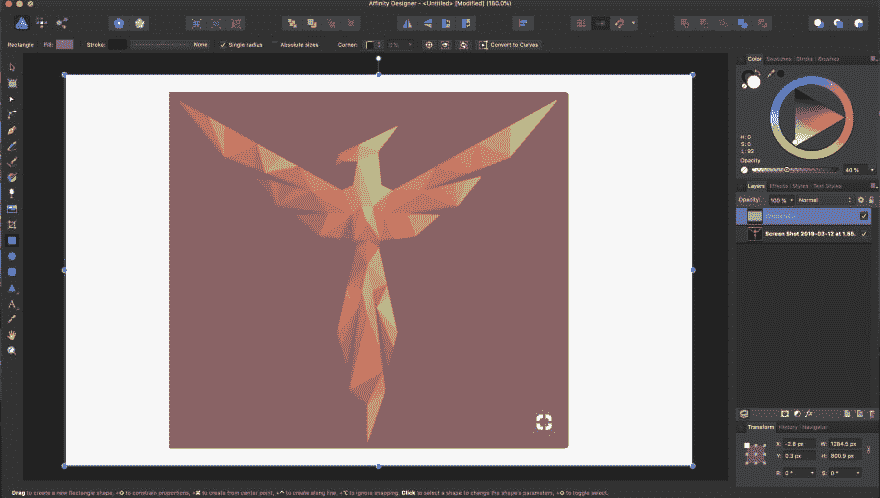 Affinity Designer - <Untitled> [Modified] (160.0%)
Rectangle Fill: Stroke: None Single radius Absolute sizes Corner: Convert to Curves
Color Swatches Stroke Brushes
H: 0
S: 0
L: 93
Opacity
40 %
Layers Effects Styles Text Styles
Opacity: 100 % Normal
Screen Shot 2019-03-12 at 1.55.
Transform History Navigator
X: -2.6 px W: 1284.5 px
Y: 0.3 px H: 800.9 px
R: 0 ° S: 0 °
Drag to create a new Rectangle shape. to constrain proportions, to create from center point, to create along line, to ignore snapping. Click to select a shape to change the shape's parameters. to toggle select.